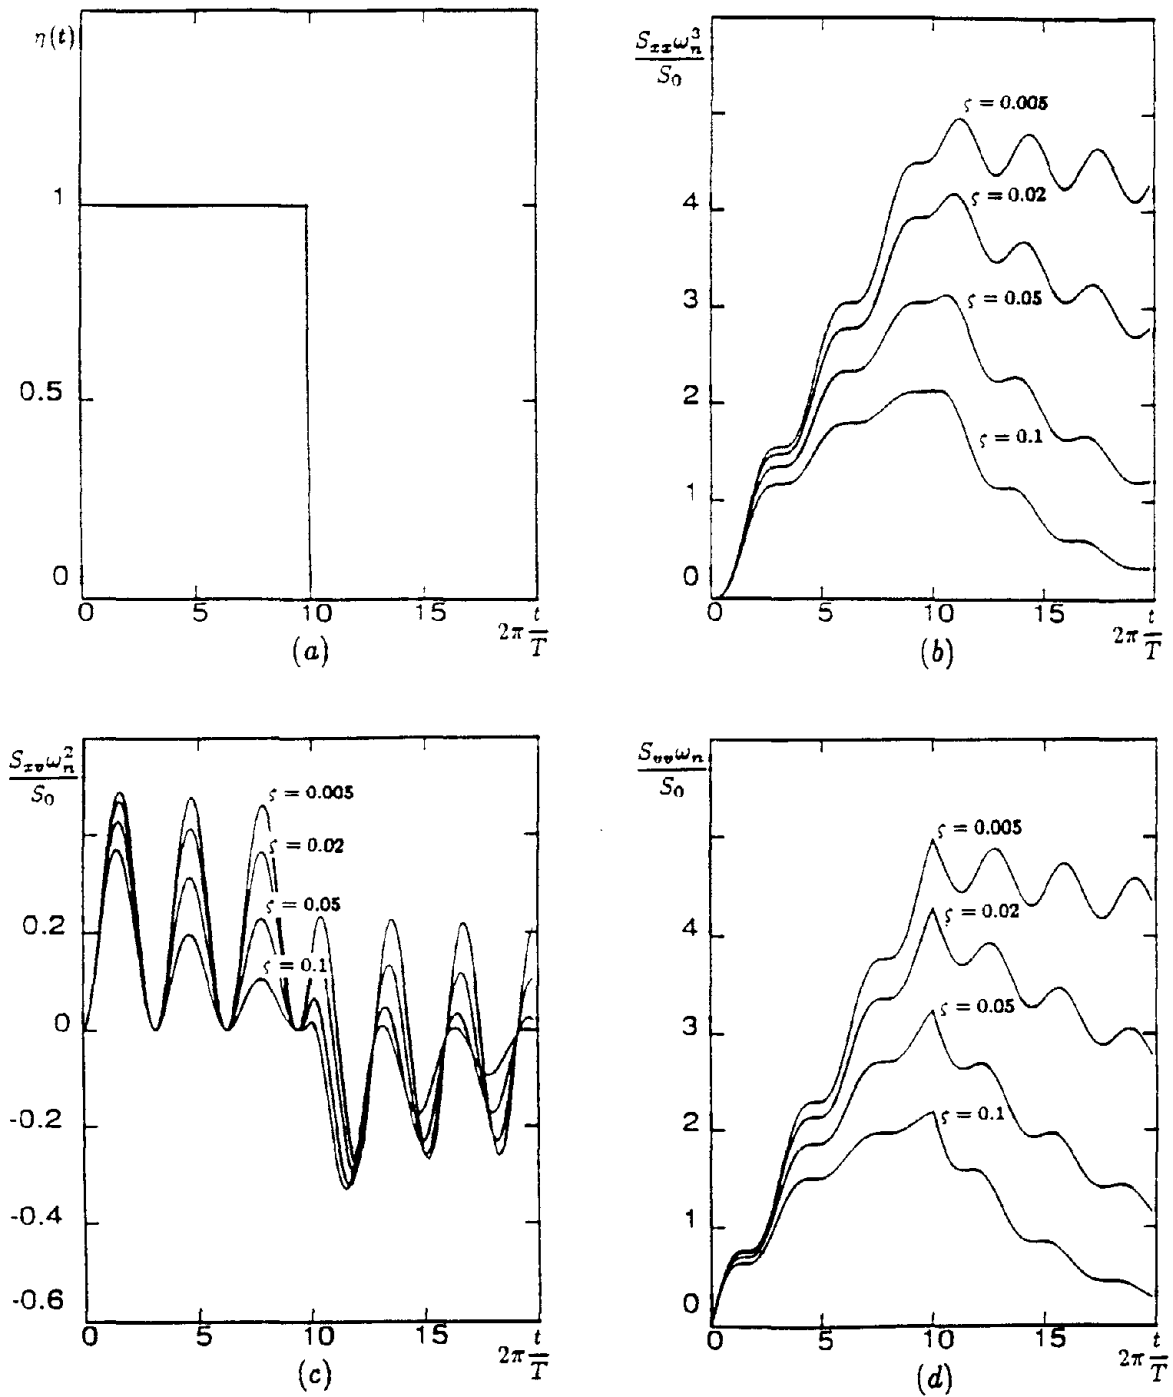 η(t)
1
0.5
0
0 5 10 15
2π t/T
(a)
S_xx ω_n^3 / S_0
ς = 0.005
4
ς = 0.02
3
ς = 0.05
2
ς = 0.1
1
0
0 5 10 15
2π t/T
(b)
S_xv ω_n^2 / S_0
ς = 0.005
ς = 0.02
ς = 0.05
0.2
ς = 0.1
0
-0.2
-0.4
-0.6
0 5 10 15
2π t/T
(c)
S_vv ω_n / S_0
ς = 0.005
4
ς = 0.02
3
ς = 0.05
2
ς = 0.1
1
0
0 5 10 15
2π t/T
(d)